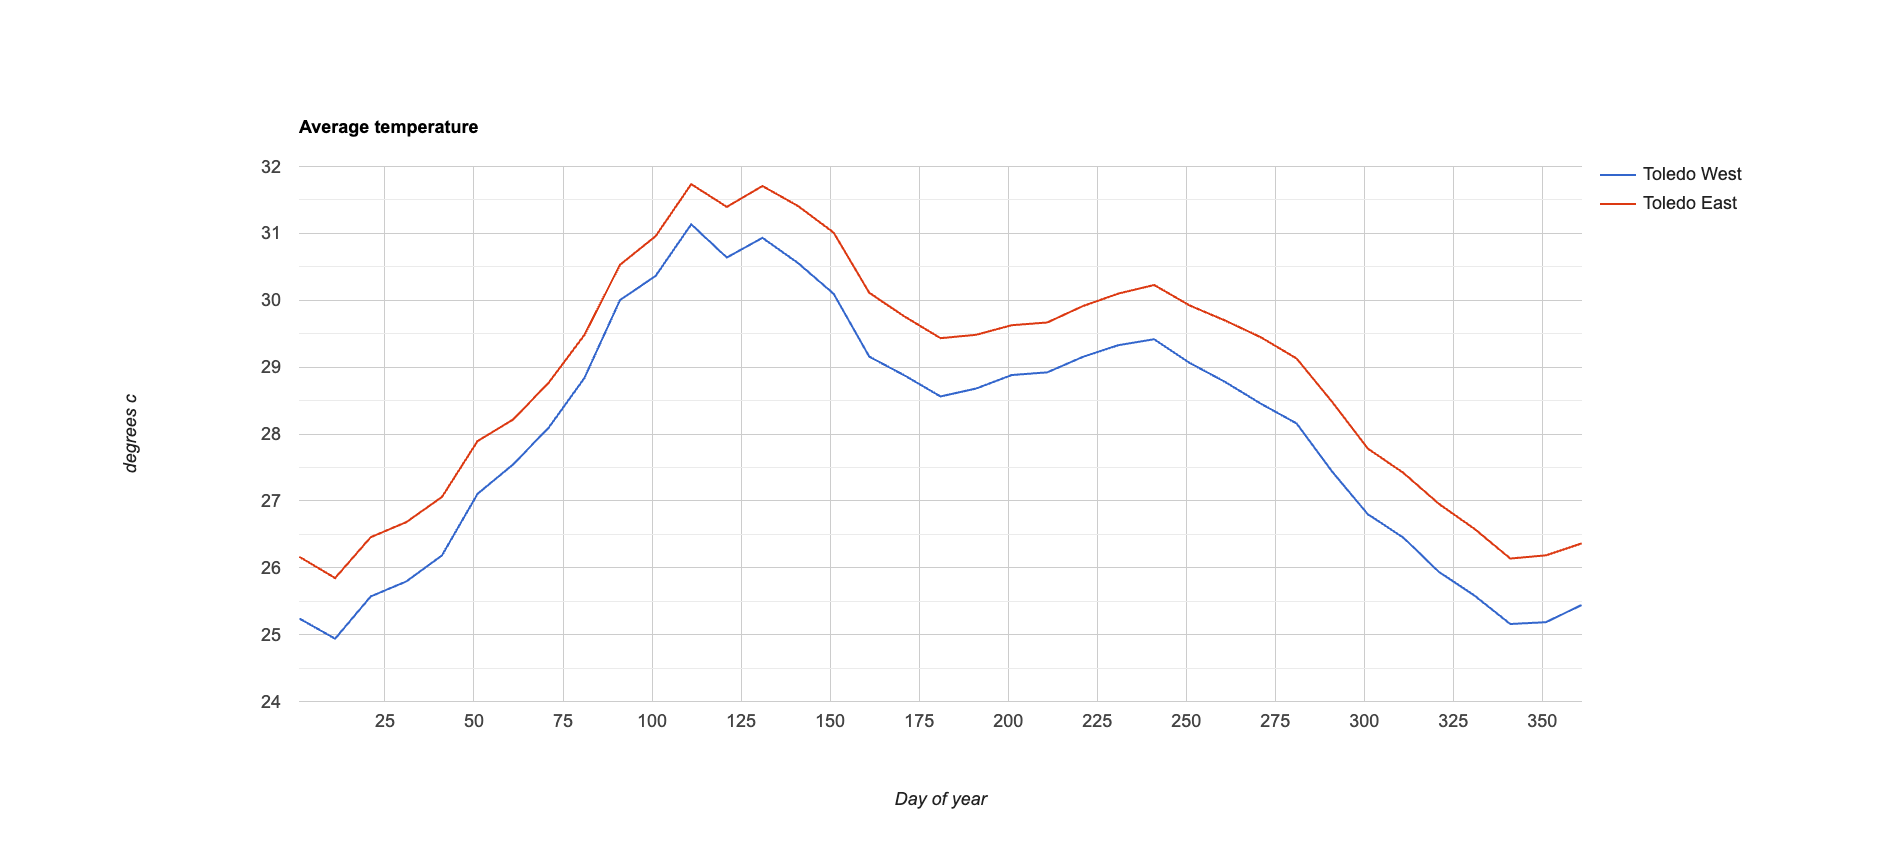 Average temperature
32
31
30
29
28
27
26
25
24
degrees c
25 50 75 100 125 150 175 200 225 250 275 300 325 350
Day of year
Toledo West
Toledo East